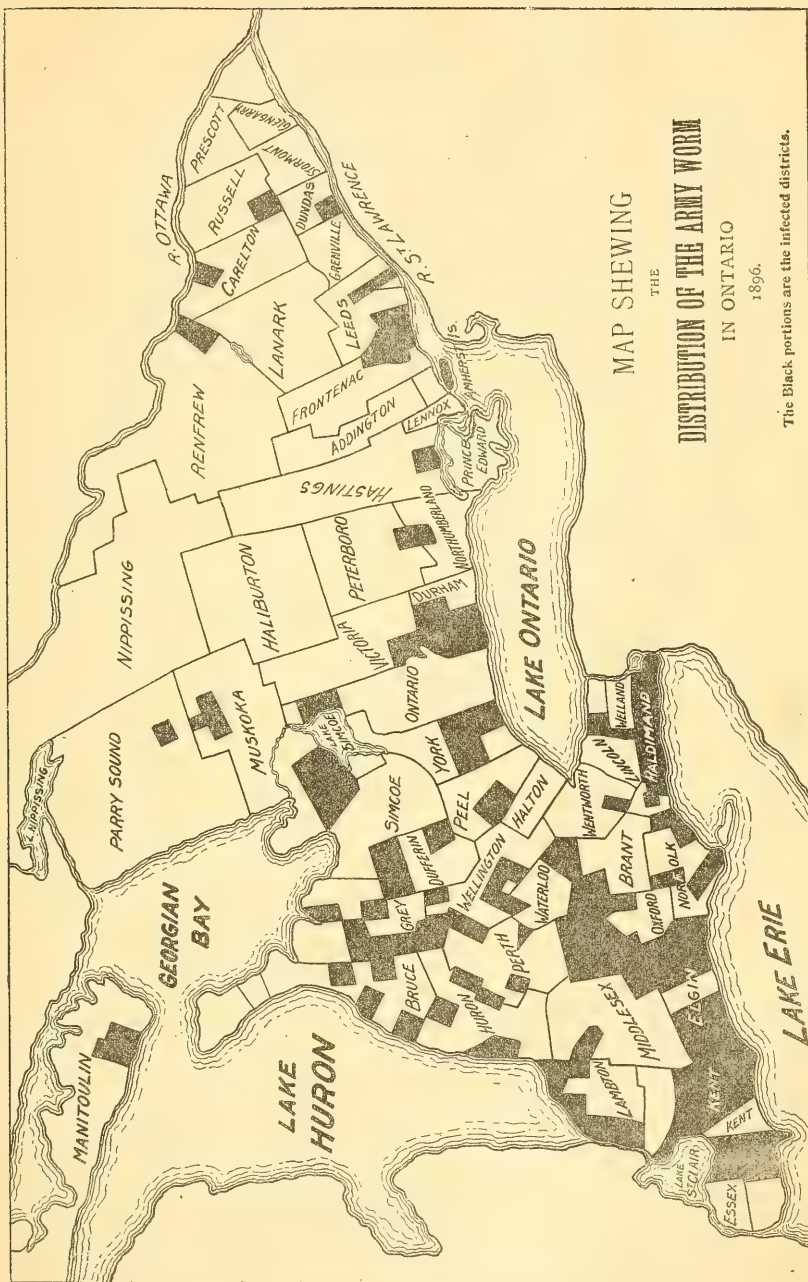 MAP SHEWING
THE
DISTRIBUTION OF THE ARMY WORM
IN ONTARIO
1896.
The Black portions are the infected districts.
R. OTTAWA
PRESCOTT
GLENGARRY
STORMONT
RUSSELL
DUNDAS
R. ST. LAWRENCE
CARELTON
GRENVILLE
LANARK
LEEDS
RENFREW
FRONTENAC
ADDINGTON
LENNOX
AMHERST IS.
PRINCE EDWARD
HASTINGS
NIPPISSING
HALIBURTON
PETERBORO
NORTHUMBERLAND
DURHAM
VICTORIA
ONTARIO
LAKE ONTARIO
L. NIPPISSING
PARRY SOUND
MUSKOKA
LAKE SIMCOE
YORK
SIMCOE
PEEL
HALTON
WENTWORTH
LINCOLN
WELLAND
HALDIMAND
GEORGIAN BAY
DUFFERIN
GREY
WELLINGTON
WATERLOO
BRANT
OXFORD
NORFOLK
MANITOULIN
LAKE HURON
BRUCE
HURON
PERTH
MIDDLESEX
ELGIN
LAMBTON
KENT
KENT
LAKE ST CLAIR
ESSEX
LAKE ERIE